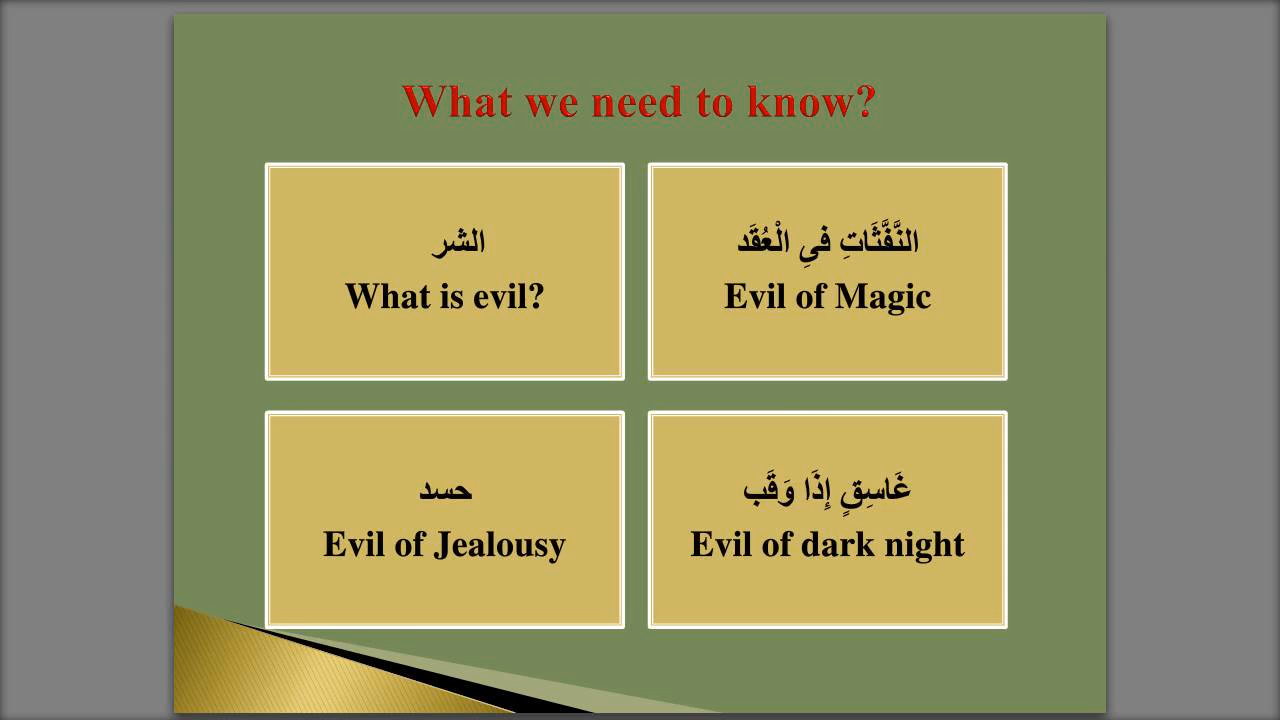 What we need to know?
الشر
What is evil?
النَّفَّثَاتِ فىِ الْعُقَد
Evil of Magic
حسد
Evil of Jealousy
غَاسِقٍ إِذَا وَقَب
Evil of dark night